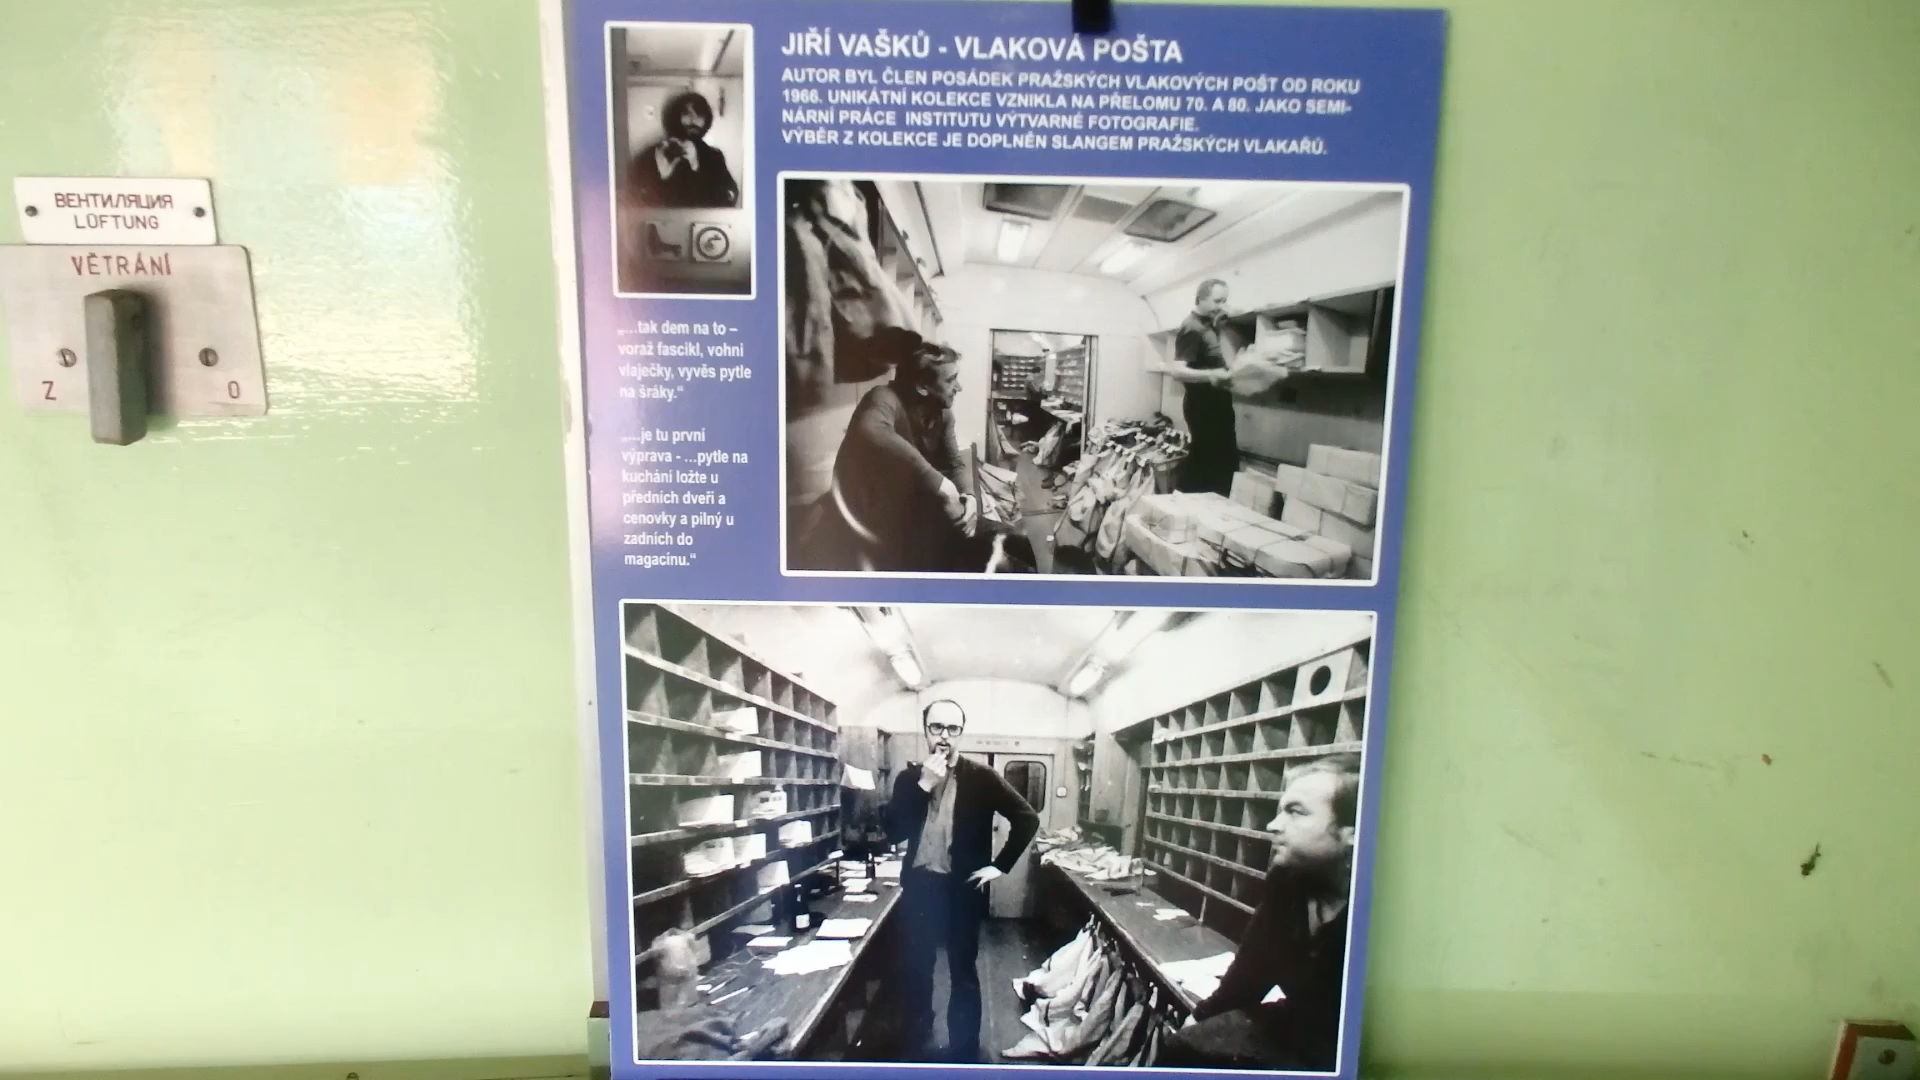 ВЕНТИЛЯЦИЯ
LÜFTUNG
VĚTRÁNÍ
Z
O
JIŘÍ VAŠKŮ - VLAKOVÁ POŠTA
AUTOR BYL ČLEN POSÁDEK PRAŽSKÝCH VLAKOVÝCH POŠT OD ROKU
1966. UNIKÁTNÍ KOLEKCE VZNIKLA NA PŘELOMU 70. A 80. JAKO SEMI-
NÁRNÍ PRÁCE INSTITUTU VÝTVARNÉ FOTOGRAFIE.
VÝBĚR Z KOLEKCE JE DOPLNĚN SLANGEM PRAŽSKÝCH VLAKAŘŮ.
„...tak dem na to –
voraž fascikl, vohni
vlaječky, vyvěs pytle
na šráky.“
„...je tu první
výprava - ...pytle na
kuchání ložte u
předních dveří a
cenovky a pilný u
zadních do
magacínu.“